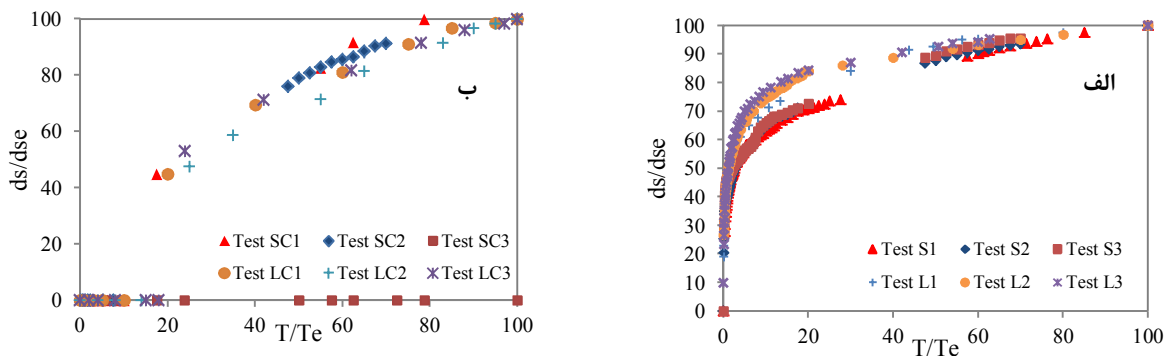 100
80
60
40
20
0
ds/dse
ب
Test SC1 Test SC2 Test SC3
Test LC1 Test LC2 Test LC3
0 20 40 60 80 100
T/Te
100
90
80
70
60
50
40
30
20
10
0
ds/dse
الف
Test S1 Test S2 Test S3
Test L1 Test L2 Test L3
0 20 40 60 80 100
T/Te